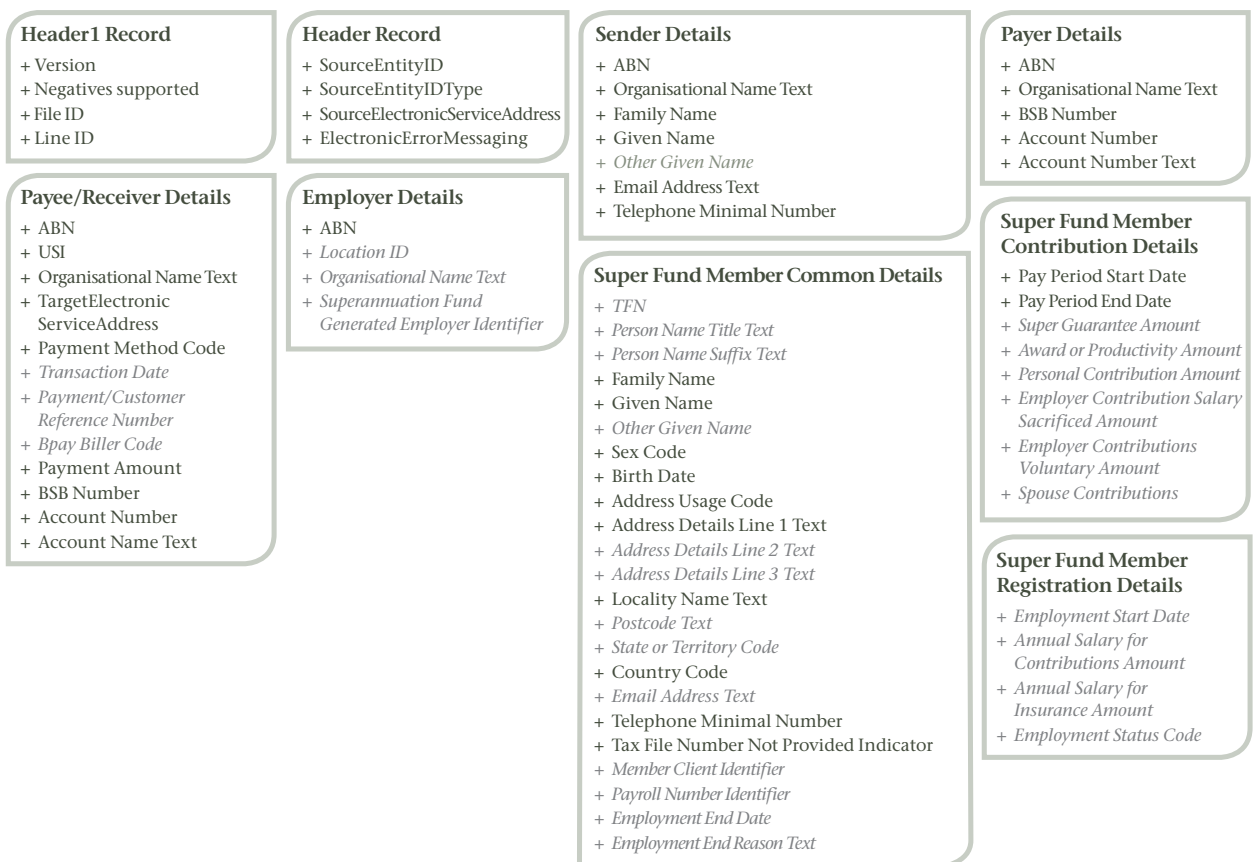 Header1 Record
+ Version
+ Negatives supported
+ File ID
+ Line ID
Header Record
+ SourceEntityID
+ SourceEntityIDType
+ SourceElectronicServiceAddress
+ ElectronicErrorMessaging
Sender Details
+ ABN
+ Organisational Name Text
+ Family Name
+ Given Name
+ Other Given Name
+ Email Address Text
+ Telephone Minimal Number
Payer Details
+ ABN
+ Organisational Name Text
+ BSB Number
+ Account Number
+ Account Number Text
Payee/Receiver Details
+ ABN
+ USI
+ Organisational Name Text
+ TargetElectronic
ServiceAddress
+ Payment Method Code
+ Transaction Date
+ Payment/Customer
Reference Number
+ Bpay Biller Code
+ Payment Amount
+ BSB Number
+ Account Number
+ Account Name Text
Employer Details
+ ABN
+ Location ID
+ Organisational Name Text
+ Superannuation Fund
Generated Employer Identifier
Super Fund Member Common Details
+ TFN
+ Person Name Title Text
+ Person Name Suffix Text
+ Family Name
+ Given Name
+ Other Given Name
+ Sex Code
+ Birth Date
+ Address Usage Code
+ Address Details Line 1 Text
+ Address Details Line 2 Text
+ Address Details Line 3 Text
+ Locality Name Text
+ Postcode Text
+ State or Territory Code
+ Country Code
+ Email Address Text
+ Telephone Minimal Number
+ Tax File Number Not Provided Indicator
+ Member Client Identifier
+ Payroll Number Identifier
+ Employment End Date
+ Employment End Reason Text
Super Fund Member
Contribution Details
+ Pay Period Start Date
+ Pay Period End Date
+ Super Guarantee Amount
+ Award or Productivity Amount
+ Personal Contribution Amount
+ Employer Contribution Salary
Sacrificed Amount
+ Employer Contributions
Voluntary Amount
+ Spouse Contributions
Super Fund Member
Registration Details
+ Employment Start Date
+ Annual Salary for
Contributions Amount
+ Annual Salary for
Insurance Amount
+ Employment Status Code